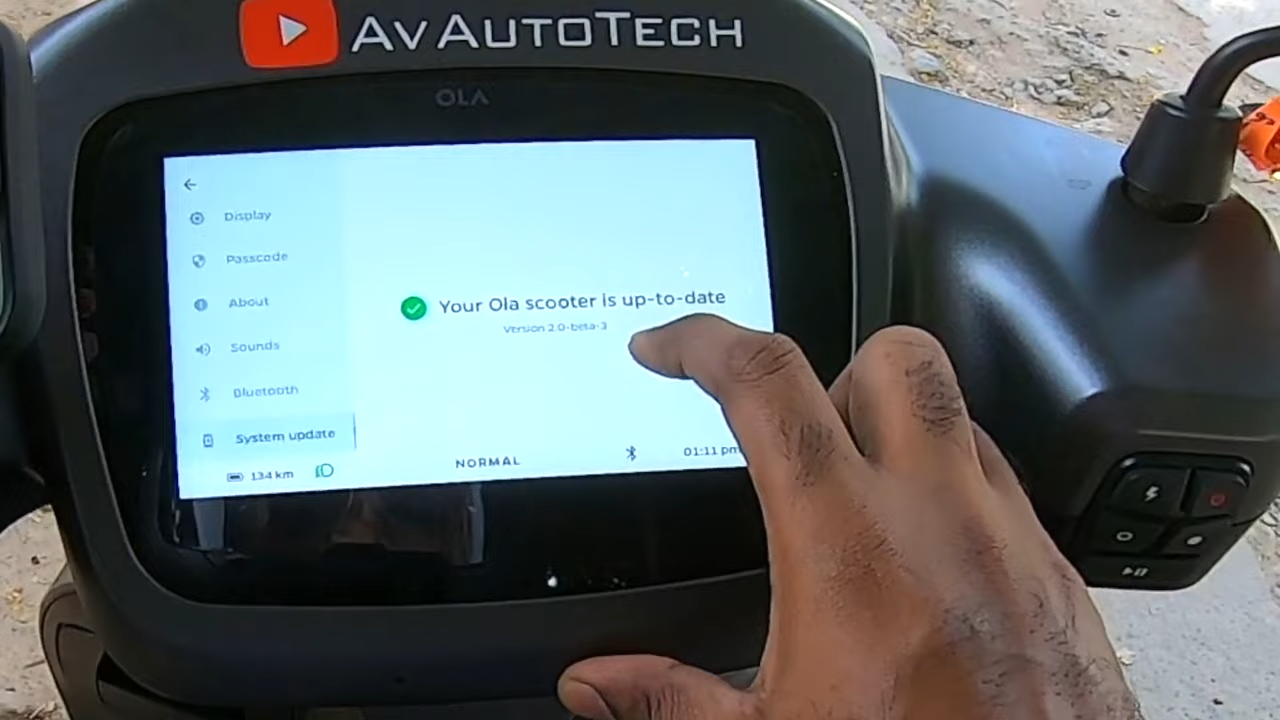 AVAUTOTECH
OLA
Display
Passcode
About
Sounds
Bluetooth
System update
Your Ola scooter is up-to-date
Version 2.0-beta-3
134 km
NORMAL
01:11 pm